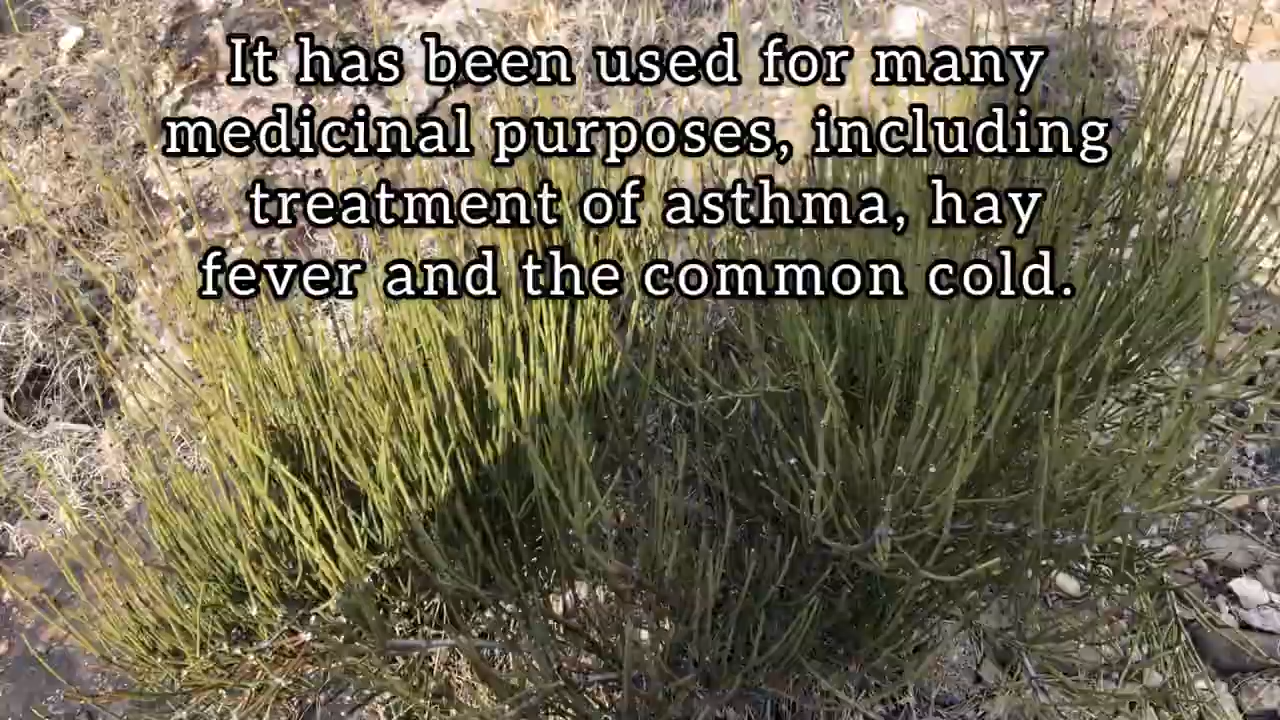 It has been used for many
medicinal purposes, including
treatment of asthma, hay
fever and the common cold.